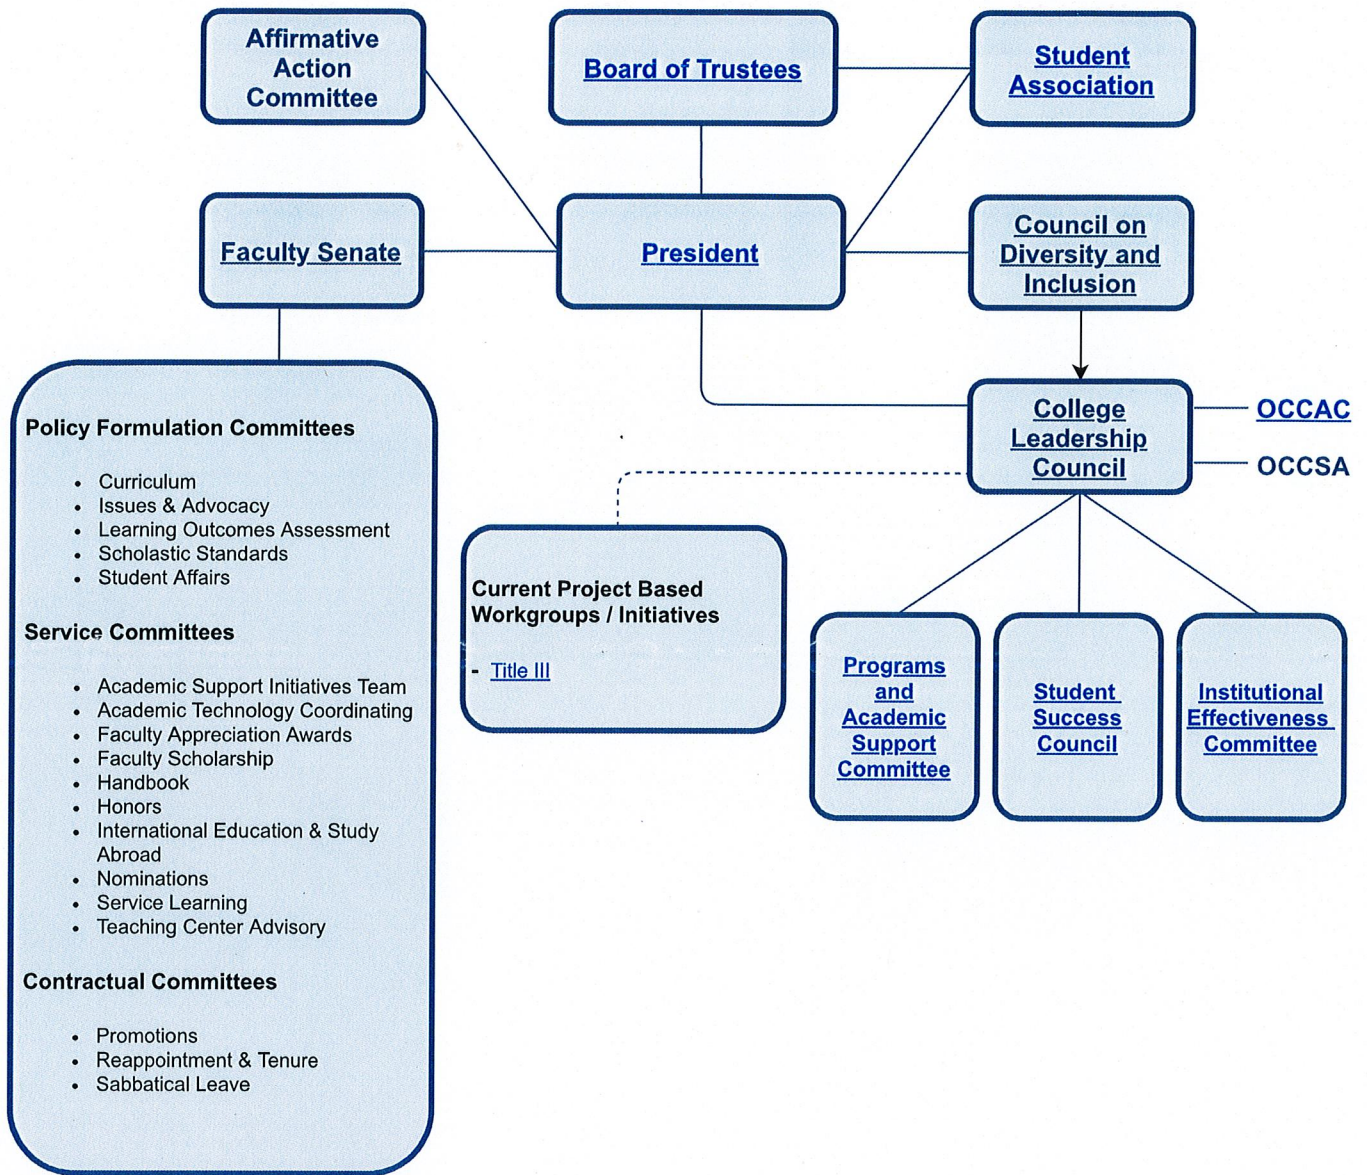 Affirmative
Action
Committee
Board of Trustees
Student
Association
Faculty Senate
President
Council on
Diversity and
Inclusion
College
Leadership
Council
OCCAC
OCCSA
Policy Formulation Committees
• Curriculum
• Issues & Advocacy
• Learning Outcomes Assessment
• Scholastic Standards
• Student Affairs
Service Committees
• Academic Support Initiatives Team
• Academic Technology Coordinating
• Faculty Appreciation Awards
• Faculty Scholarship
• Handbook
• Honors
• International Education & Study
Abroad
• Nominations
• Service Learning
• Teaching Center Advisory
Contractual Committees
• Promotions
• Reappointment & Tenure
• Sabbatical Leave
Current Project Based
Workgroups / Initiatives
- Title III
Programs
and
Academic
Support
Committee
Student
Success
Council
Institutional
Effectiveness
Committee